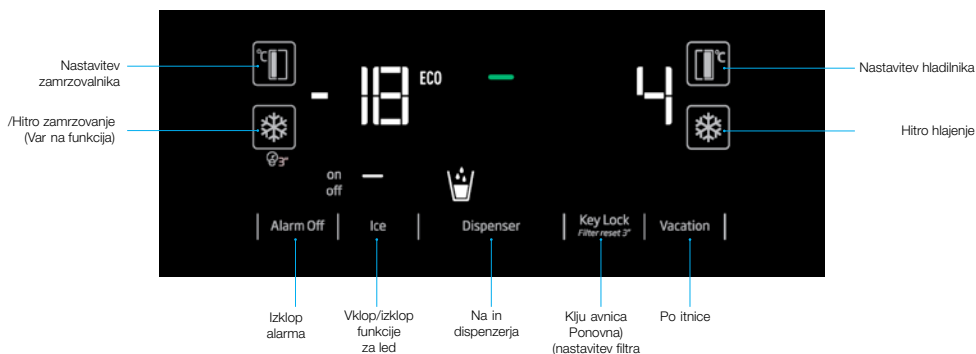 Nastavitev
zamrzovalnika
/Hitro zamrzovanje
(Var na funkcija)
°C
- 18 ECO
4
°C
3"
on
off
Nastavitev hladilnika
Hitro hlajenje
Alarm Off
Ice
Dispenser
Key Lock
Filter reset 3"
Vacation
Izklop
alarma
Vklop/izklop
funkcije
za led
Na in
dispenzerja
Klju avnica
Ponovna)
(nastavitev filtra
Po itnice